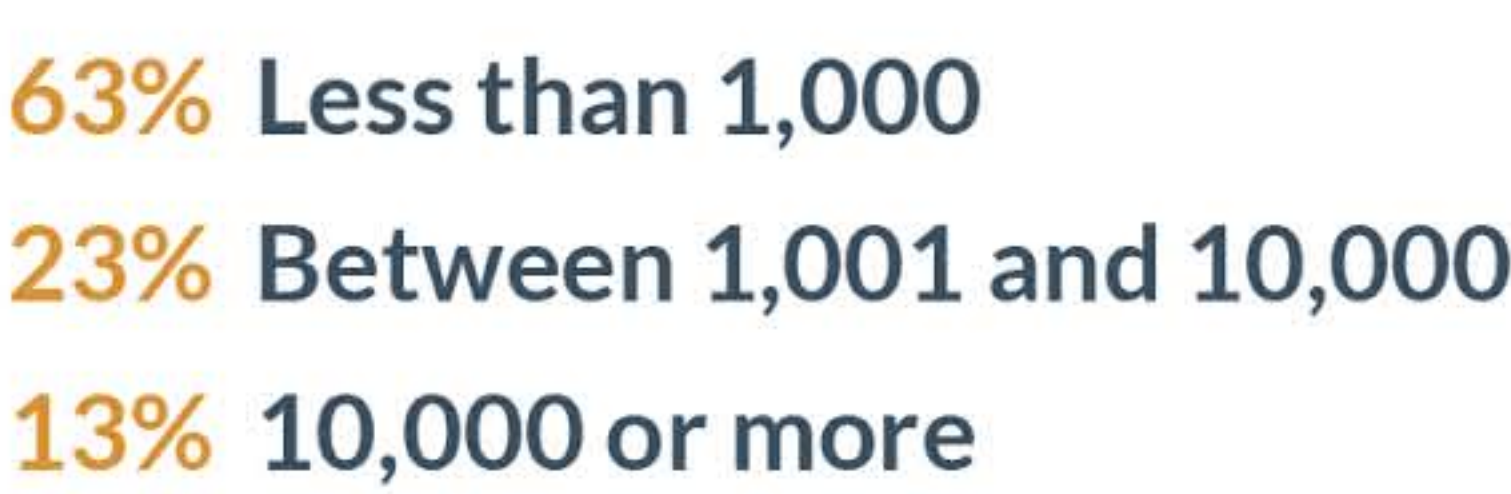 63% Less than 1,000
23% Between 1,001 and 10,000
13% 10,000 or more